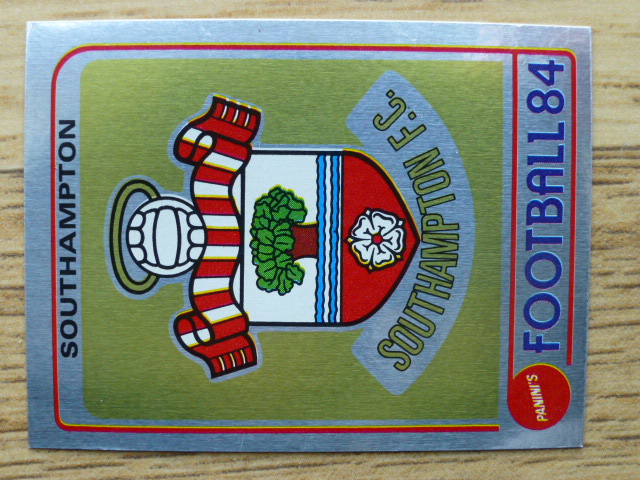 SOUTHAMPTON
SOUTHAMPTON F.C.
PANINI'S
FOOTBALL 84